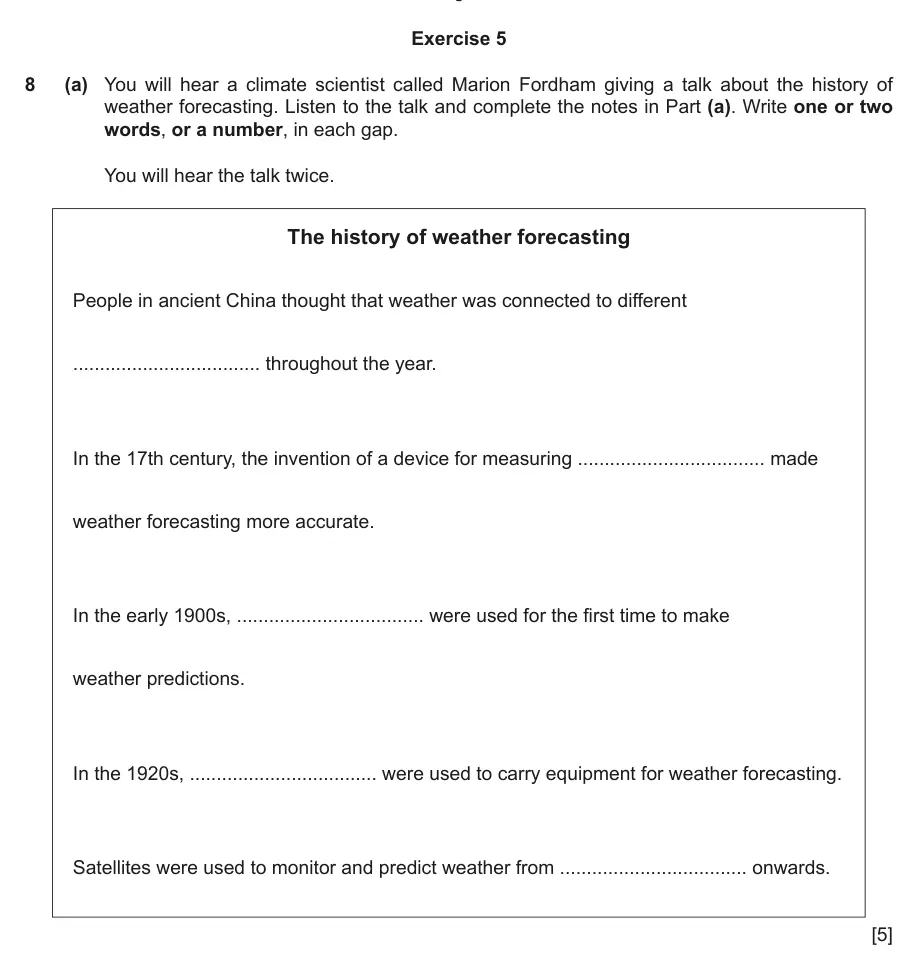 Exercise 5
8 (a) You will hear a climate scientist called Marion Fordham giving a talk about the history of
weather forecasting. Listen to the talk and complete the notes in Part (a). Write one or two
words, or a number, in each gap.
You will hear the talk twice.
The history of weather forecasting
People in ancient China thought that weather was connected to different
................................... throughout the year.
In the 17th century, the invention of a device for measuring ................................... made
weather forecasting more accurate.
In the early 1900s, ................................... were used for the first time to make
weather predictions.
In the 1920s, ................................... were used to carry equipment for weather forecasting.
Satellites were used to monitor and predict weather from ................................... onwards.
[5]